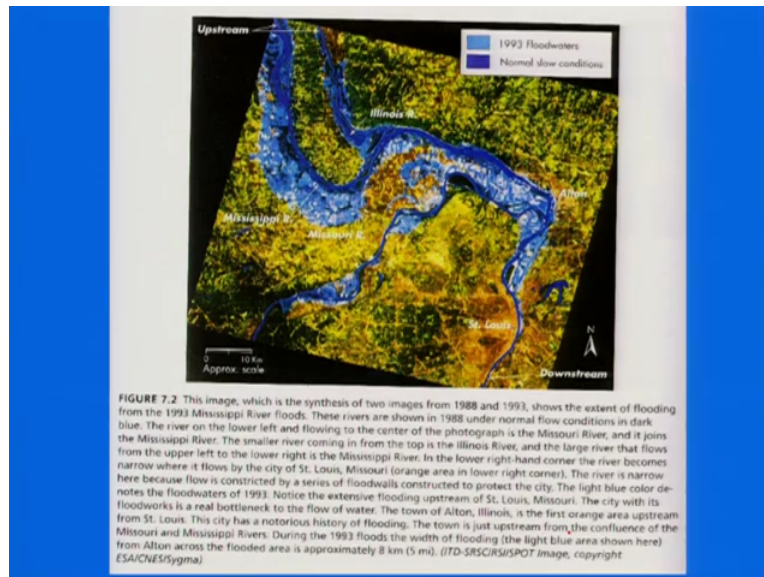 Upstream
1993 Floodwaters
Normal slow conditions
Illinois R.
Alton
Mississippi R.
Missouri R.
St. Louis
N
0 10 Km
Approx. scale
Downstream
FIGURE 7.2 This image, which is the synthesis of two images from 1988 and 1993, shows the extent of flooding
from the 1993 Mississippi River floods. These rivers are shown in 1988 under normal flow conditions in dark
blue. The river on the lower left and flowing to the center of the photograph is the Missouri River, and it joins
the Mississippi River. The smaller river coming in from the top is the Illinois River, and the large river that flows
from the upper left to the lower right is the Mississippi River. In the lower right-hand corner the river becomes
narrow where it flows by the city of St. Louis, Missouri (orange area in lower right corner). The river is narrow
here because flow is constricted by a series of floodwalls constructed to protect the city. The light blue color de-
notes the floodwaters of 1993. Notice the extensive flooding upstream of St. Louis, Missouri. The city with its
floodworks is a real bottleneck to the flow of water. The town of Alton, Illinois, is the first orange area upstream
from St. Louis. This city has a notorious history of flooding. The town is just upstream from the confluence of the
Missouri and Mississippi Rivers. During the 1993 floods the width of flooding (the light blue area shown here)
from Alton across the flooded area is approximately 8 km (5 mi). (ITD-SRSC/RSI/SPOT Image, copyright
ESA/CNES/Sygma)